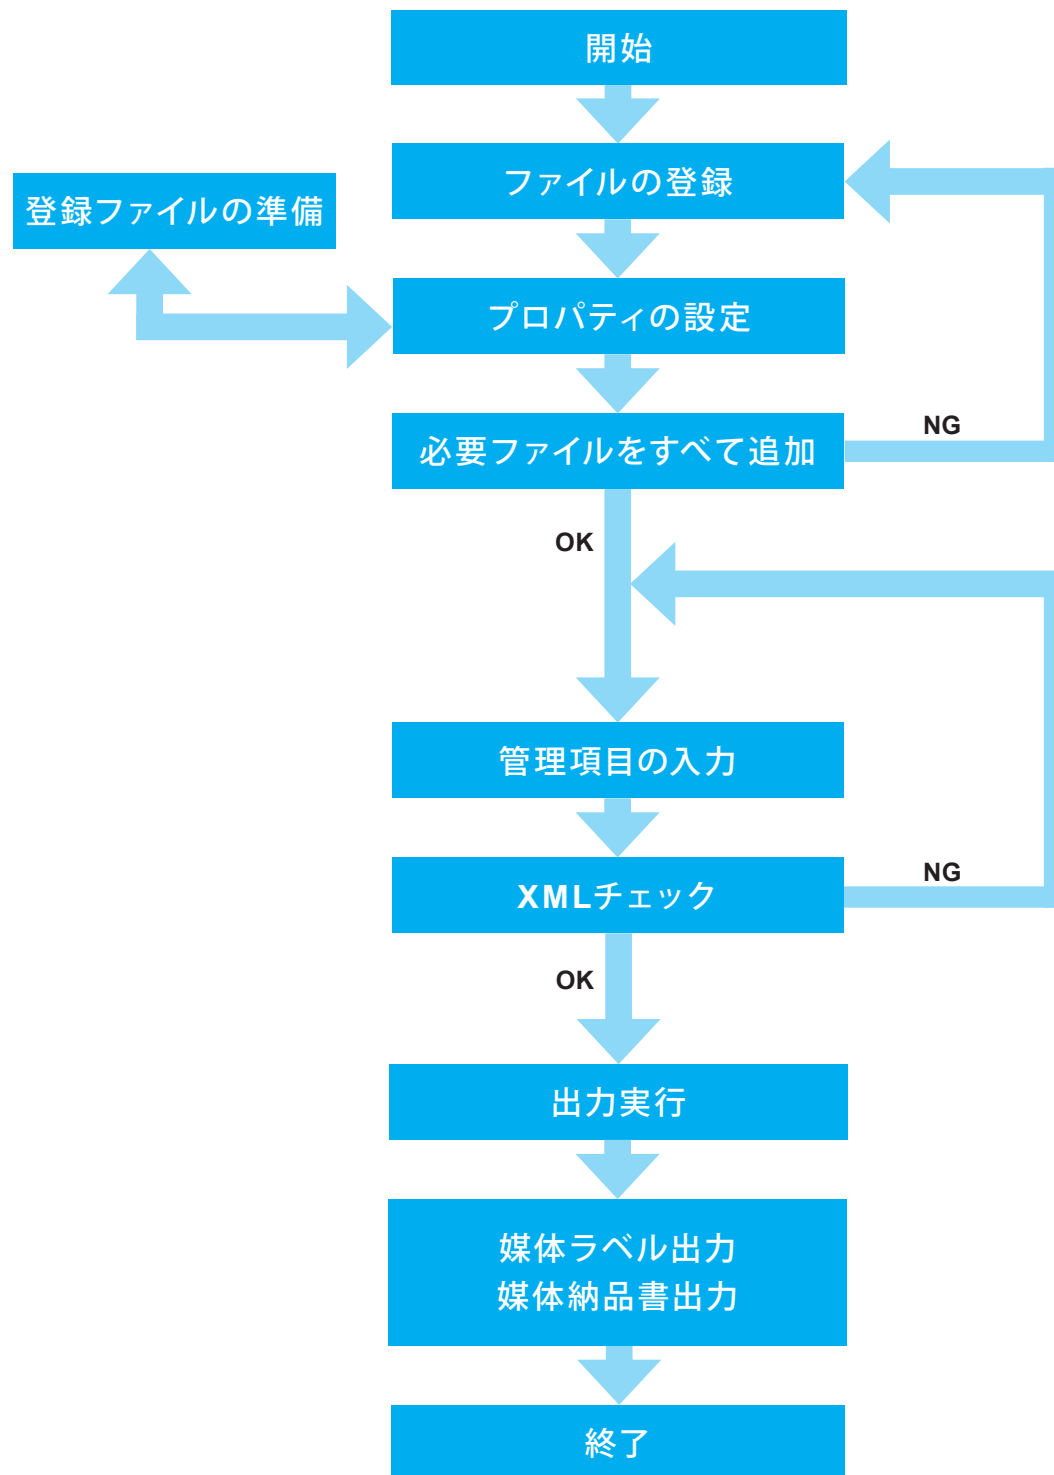 開始
ファイルの登録
登録ファイルの準備
プロパティの設定
必要ファイルをすべて追加
NG
OK
管理項目の入力
XMLチェック
NG
OK
出力実行
媒体ラベル出力
媒体納品書出力
終了